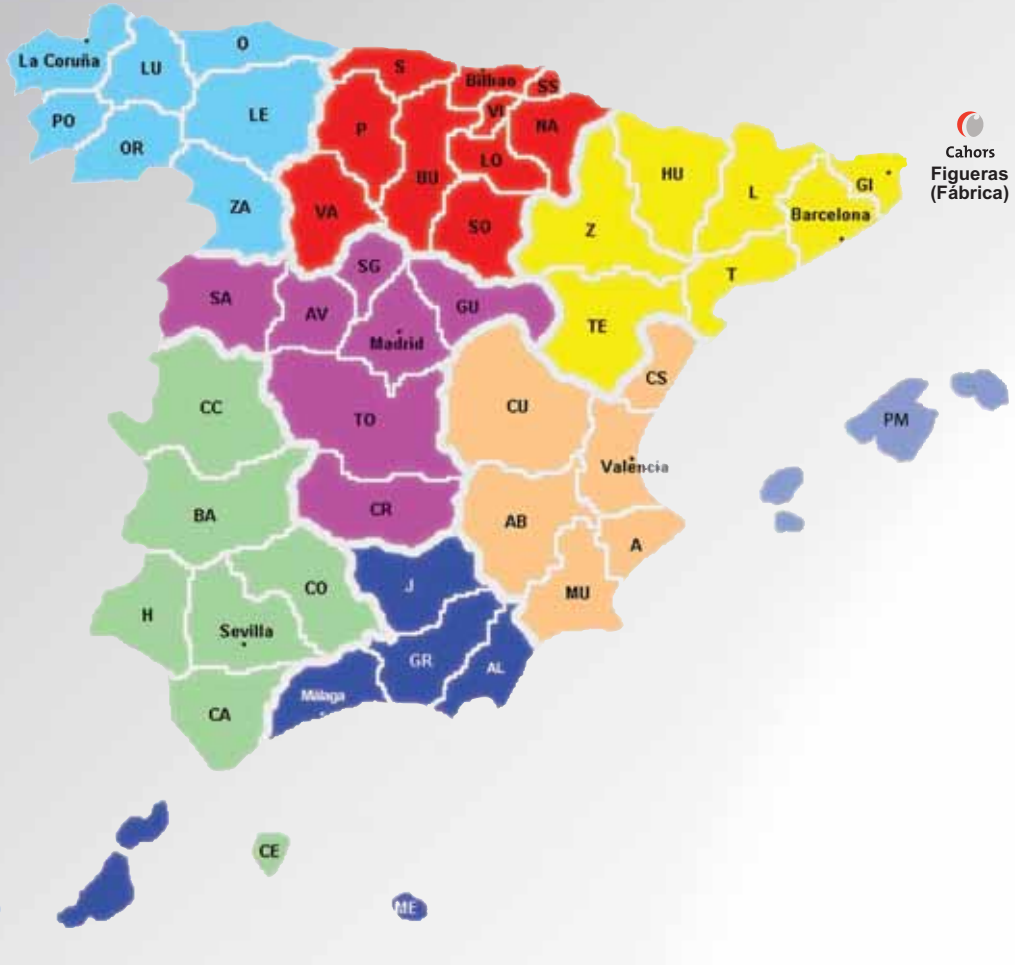 O
La Coruña
LU
S
Bilbao
SS
PO
LE
VI
NA
P
OR
LO
Cahors
Figueras
(Fábrica)
BU
HU
L
GI
ZA
VA
SO
Z
Barcelona
SG
T
SA
AV
GU
TE
Madrid
CS
CC
TO
CU
PM
València
BA
CR
AB
A
H
CO
J
MU
Sevilla
GR
AL
Málaga
CA
CE
ME